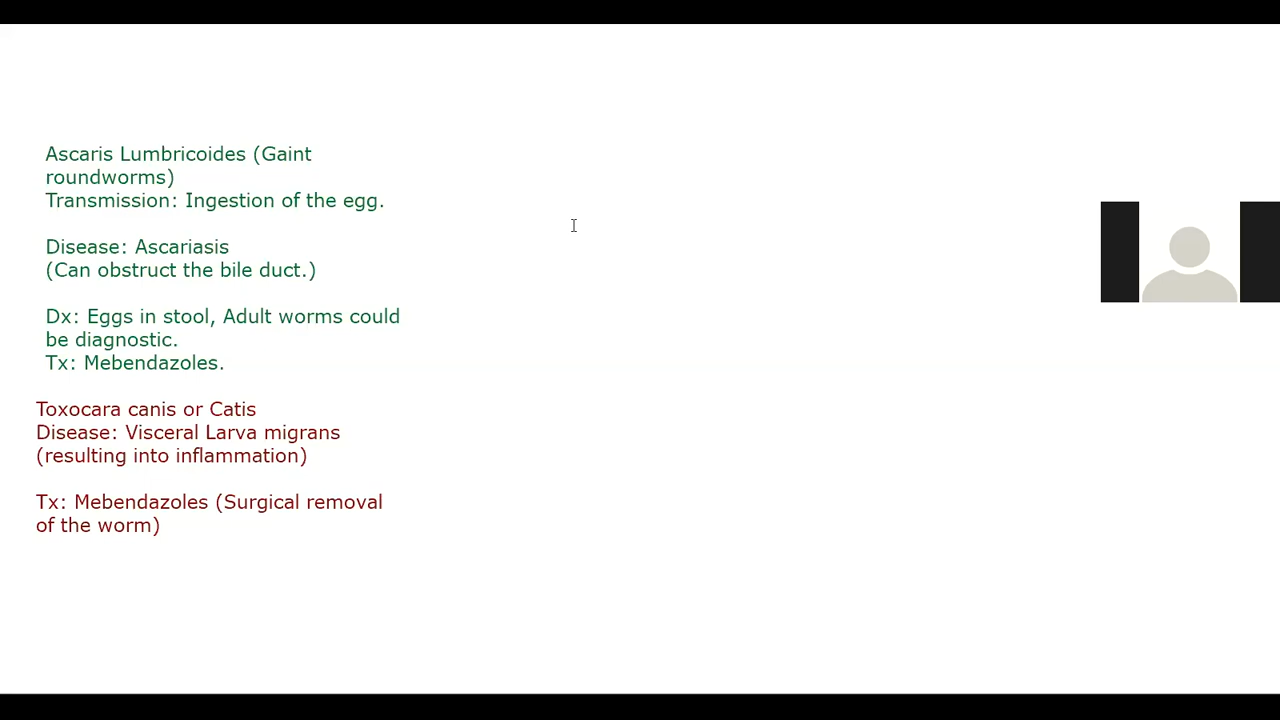 Ascaris Lumbricoides (Gaint
roundworms)
Transmission: Ingestion of the egg.
Disease: Ascariasis
(Can obstruct the bile duct.)
Dx: Eggs in stool, Adult worms could
be diagnostic.
Tx: Mebendazoles.
Toxocara canis or Catis
Disease: Visceral Larva migrans
(resulting into inflammation)
Tx: Mebendazoles (Surgical removal
of the worm)